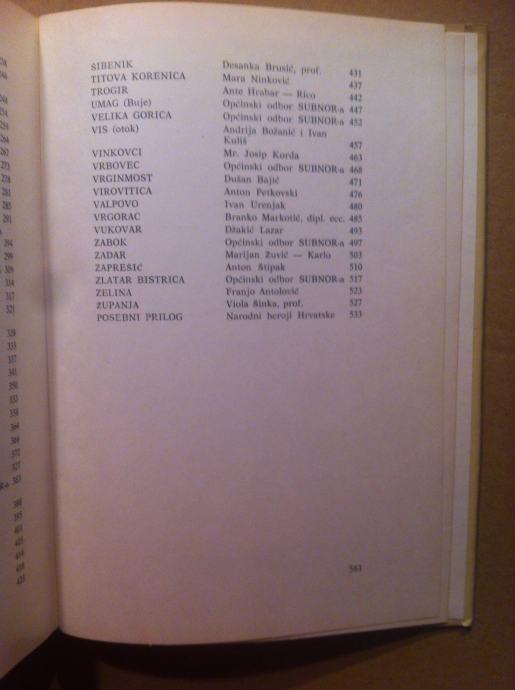 ŠIBENIK Desanka Brusić, prof. 431
TITOVA KORENICA Mara Ninković 437
TROGIR Ante Hrabar — Rico 442
UMAG (Buje) Općinski odbor SUBNOR-a 447
VELIKA GORICA Općinski odbor SUBNOR-a 452
VIS (otok) Andrija Božanić i Ivan
Kuliš 457
VINKOVCI Mr. Josip Korda 463
VRBOVEC Općinski odbor SUBNOR-a 468
VRGINMOST Dušan Bajić 471
VIROVITICA Anton Petkovski 476
VALPOVO Ivan Urenjak 480
VRGORAC Branko Markotić, dipl. ecc. 485
VUKOVAR Džakić Lazar 493
ZABOK Općinski odbor SUBNOR-a 497
ZADAR Marijan Žuvić — Karlo 503
ZAPREŠIĆ Anton Štipak 510
ZLATAR BISTRICA Općinski odbor SUBNOR-a 517
ZELINA Franjo Antolović 523
ŽUPANJA Viola Šinka, prof. 527
POSEBNI PRILOG Narodni heroji Hrvatske 533
561